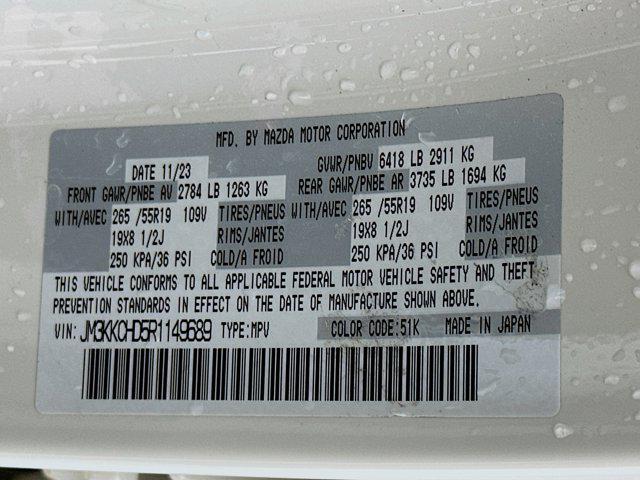 MFD. BY MAZDA MOTOR CORPORATION
DATE 11/23 GVWR/PNBV 6418 LB 2911 KG
FRONT GAWR/PNBE AV 2784 LB 1263 KG REAR GAWR/PNBE AR 3735 LB 1694 KG
WITH/AVEC 265 /55R19 109V TIRES/PNEUS WITH/AVEC 265 /55R19 109V TIRES/PNEUS
19X8 1/2J RIMS/JANTES 19X8 1/2J RIMS/JANTES
250 KPA/36 PSI COLD/A FROID 250 KPA/36 PSI COLD/A FROID
THIS VEHICLE CONFORMS TO ALL APPLICABLE FEDERAL MOTOR VEHICLE SAFETY AND THEFT
PREVENTION STANDARDS IN EFFECT ON THE DATE OF MANUFACTURE SHOWN ABOVE.
VIN: JM3KKCHD5R1149689 TYPE:MPV COLOR CODE:51K MADE IN JAPAN